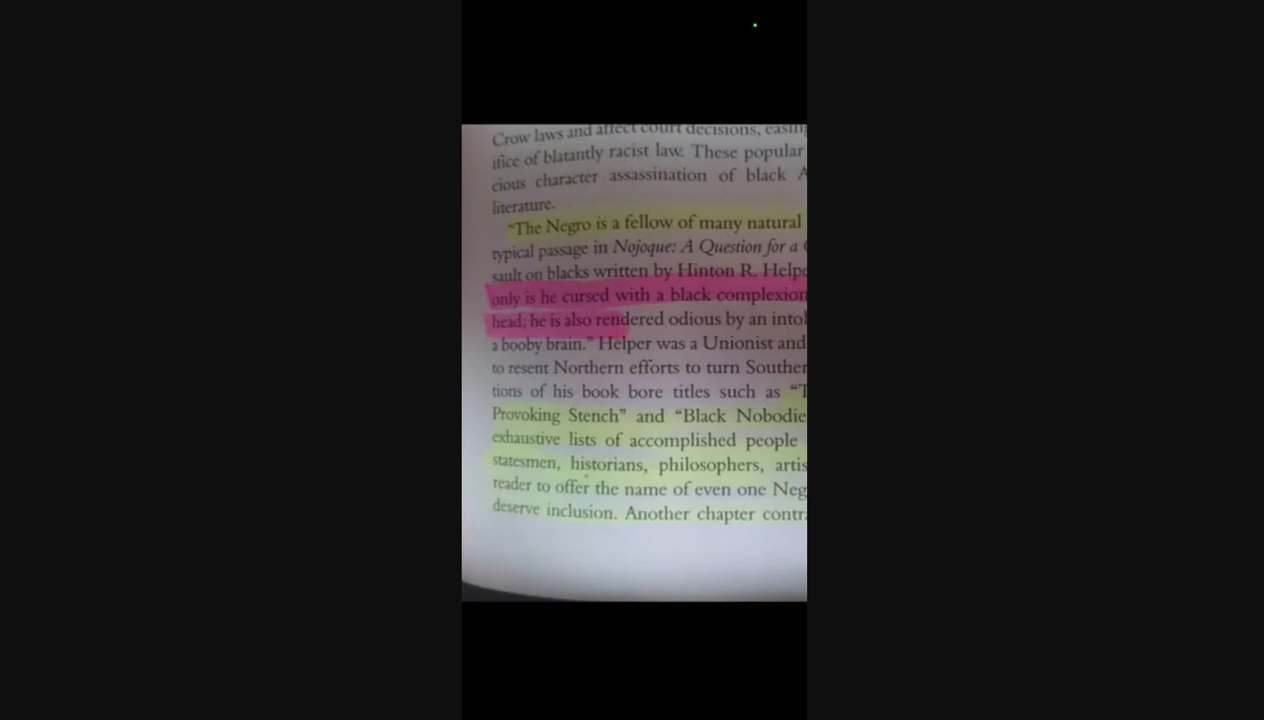 Crow laws and affect court decisions, easing
ifice of blatantly racist law. These popular
cious character assassination of black A
literature.
"The Negro is a fellow of many natural
typical passage in Nojoque: A Question for a
sault on blacks written by Hinton R. Helpe
only is he cursed with a black complexion
head; he is also rendered odious by an intol
a booby brain." Helper was a Unionist and
to resent Northern efforts to turn Souther
tions of his book bore titles such as "T
Provoking Stench" and "Black Nobodie
exhaustive lists of accomplished people
statesmen, historians, philosophers, artis
reader to offer the name of even one Neg
deserve inclusion. Another chapter contr